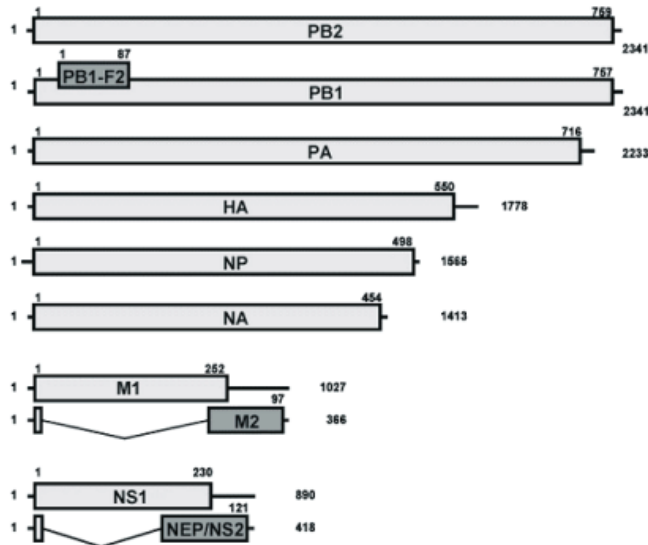 1 759
1 PB2 2341
1 87
1 PB1-F2 757
1 PB1 2341
1 716
1 PA 2233
1 550
1 HA 1778
1 498
1 NP 1565
1 454
1 NA 1413
1 252
1 M1 1027
97
1 M2 366
1 230
1 NS1 890
121
1 NEP/NS2 418